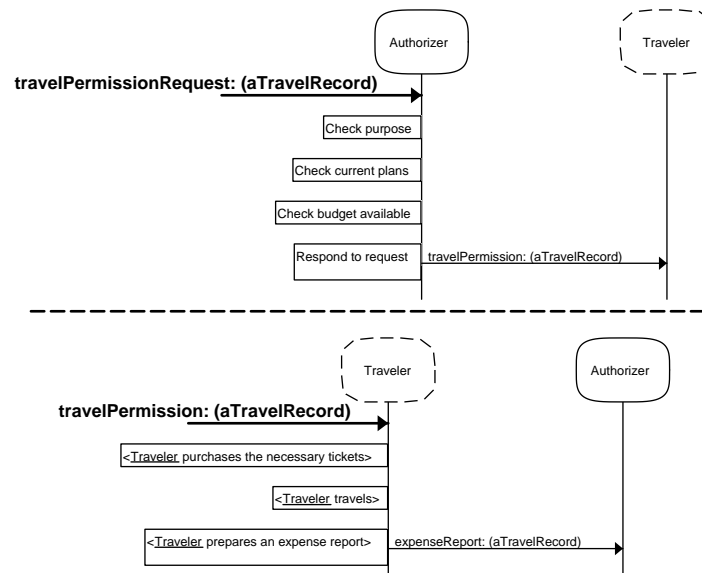 Authorizer
Traveler
travelPermissionRequest: (aTravelRecord)
Check purpose
Check current plans
Check budget available
Respond to request
travelPermission: (aTravelRecord)
Traveler
Authorizer
travelPermission: (aTravelRecord)
<Traveler purchases the necessary tickets>
<Traveler travels>
<Traveler prepares an expense report>
expenseReport: (aTravelRecord)